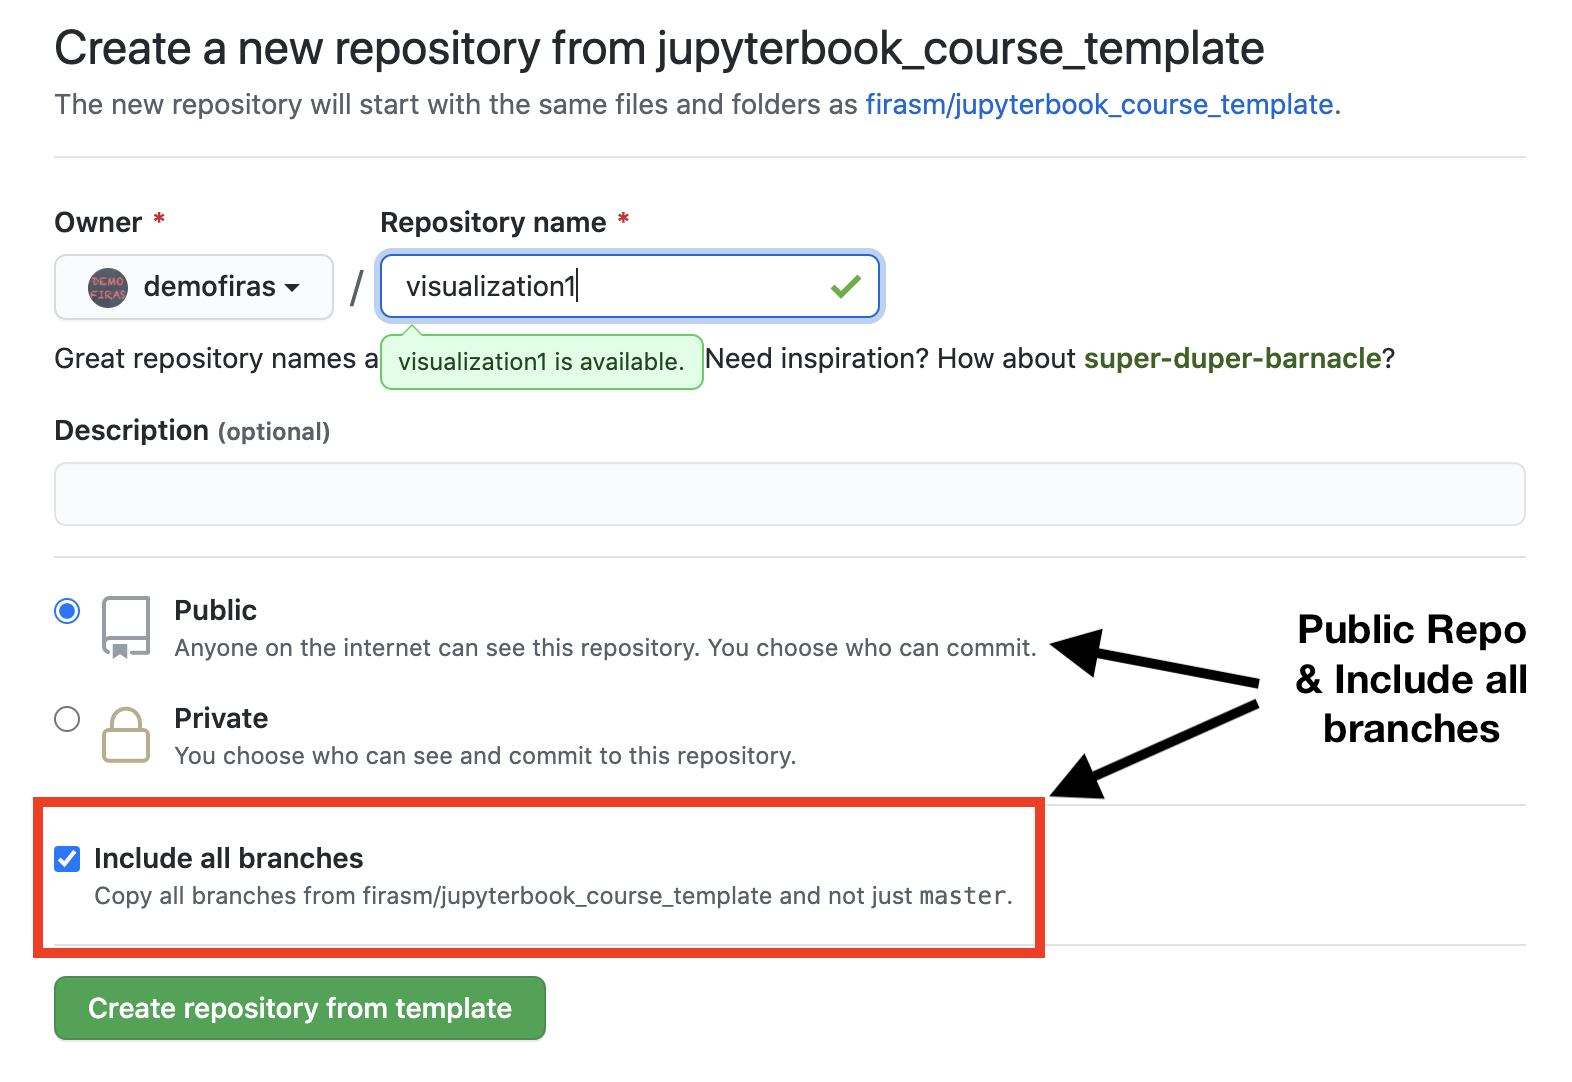 Create a new repository from jupyterbook_course_template
The new repository will start with the same files and folders as firasm/jupyterbook_course_template.
Owner *
Repository name *
DEMO
FIRAS
demofiras
/
visualization1
Great repository names a
visualization1 is available.
Need inspiration? How about super-duper-barnacle?
Description (optional)
Public
Anyone on the internet can see this repository. You choose who can commit.
Private
You choose who can see and commit to this repository.
Public Repo
& Include all
branches
Include all branches
Copy all branches from firasm/jupyterbook_course_template and not just master.
Create repository from template